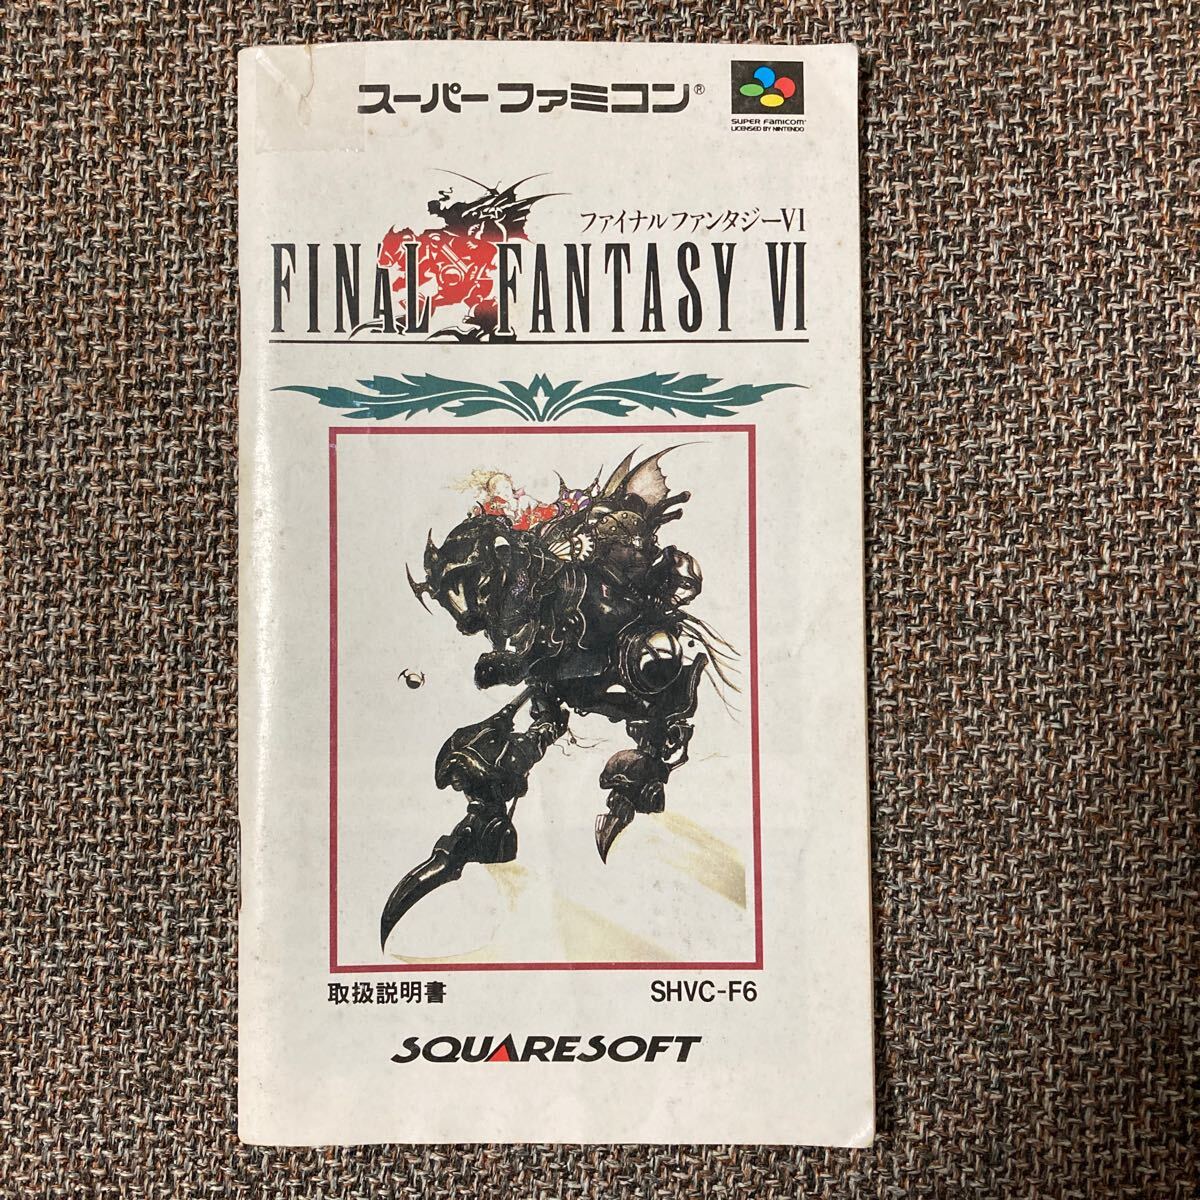 スーパーファミコン®
SUPER FAMICOM™
LICENSED BY NINTENDO
ファイナルファンタジーVI
FINAL FANTASY VI
取扱説明書 SHVC-F6
SQUARESOFT